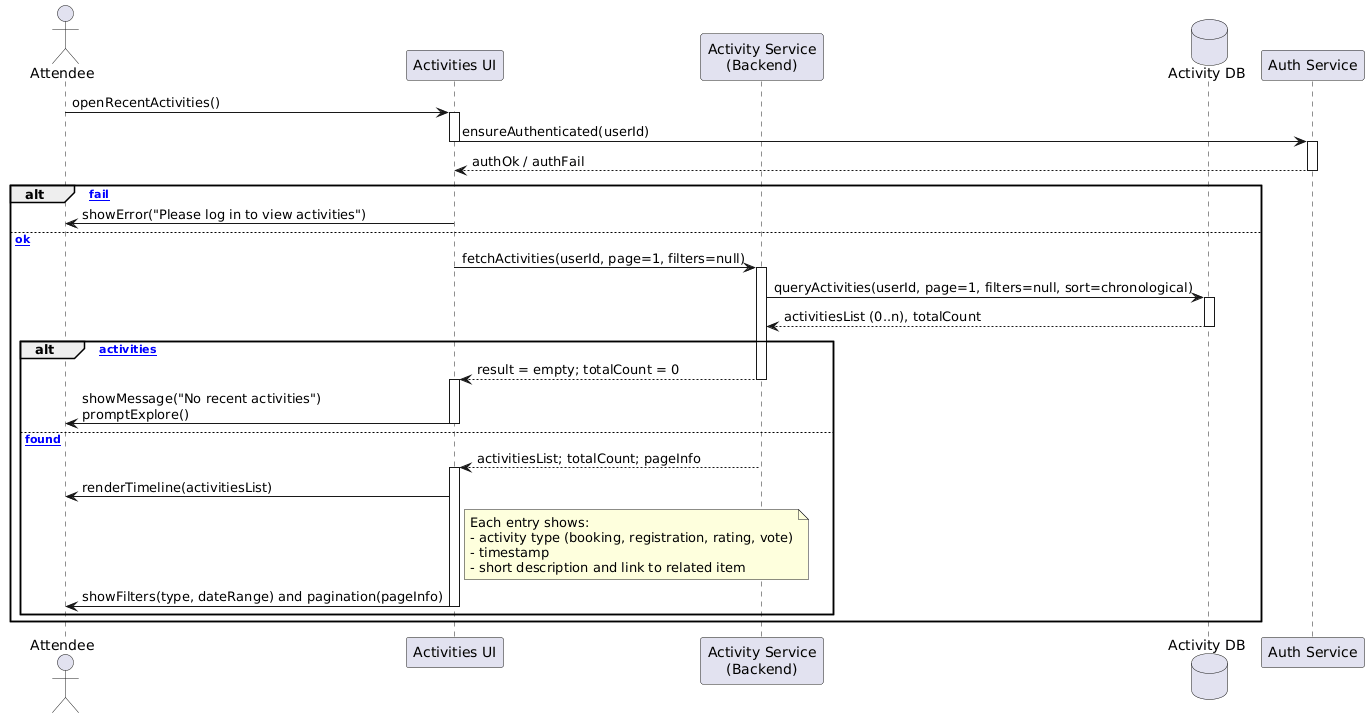 Attendee
Activities UI
Activity Service
(Backend)
Activity DB
Auth Service
openRecentActivities()
ensureAuthenticated(userId)
authOk / authFail
alt
fail
showError("Please log in to view activities")
ok
fetchActivities(userId, page=1, filters=null)
queryActivities(userId, page=1, filters=null, sort=chronological)
activitiesList (0..n), totalCount
alt
activities
result = empty; totalCount = 0
showMessage("No recent activities")
promptExplore()
found
activitiesList; totalCount; pageInfo
renderTimeline(activitiesList)
Each entry shows:
- activity type (booking, registration, rating, vote)
- timestamp
- short description and link to related item
showFilters(type, dateRange) and pagination(pageInfo)
Attendee
Activities UI
Activity Service
(Backend)
Activity DB
Auth Service